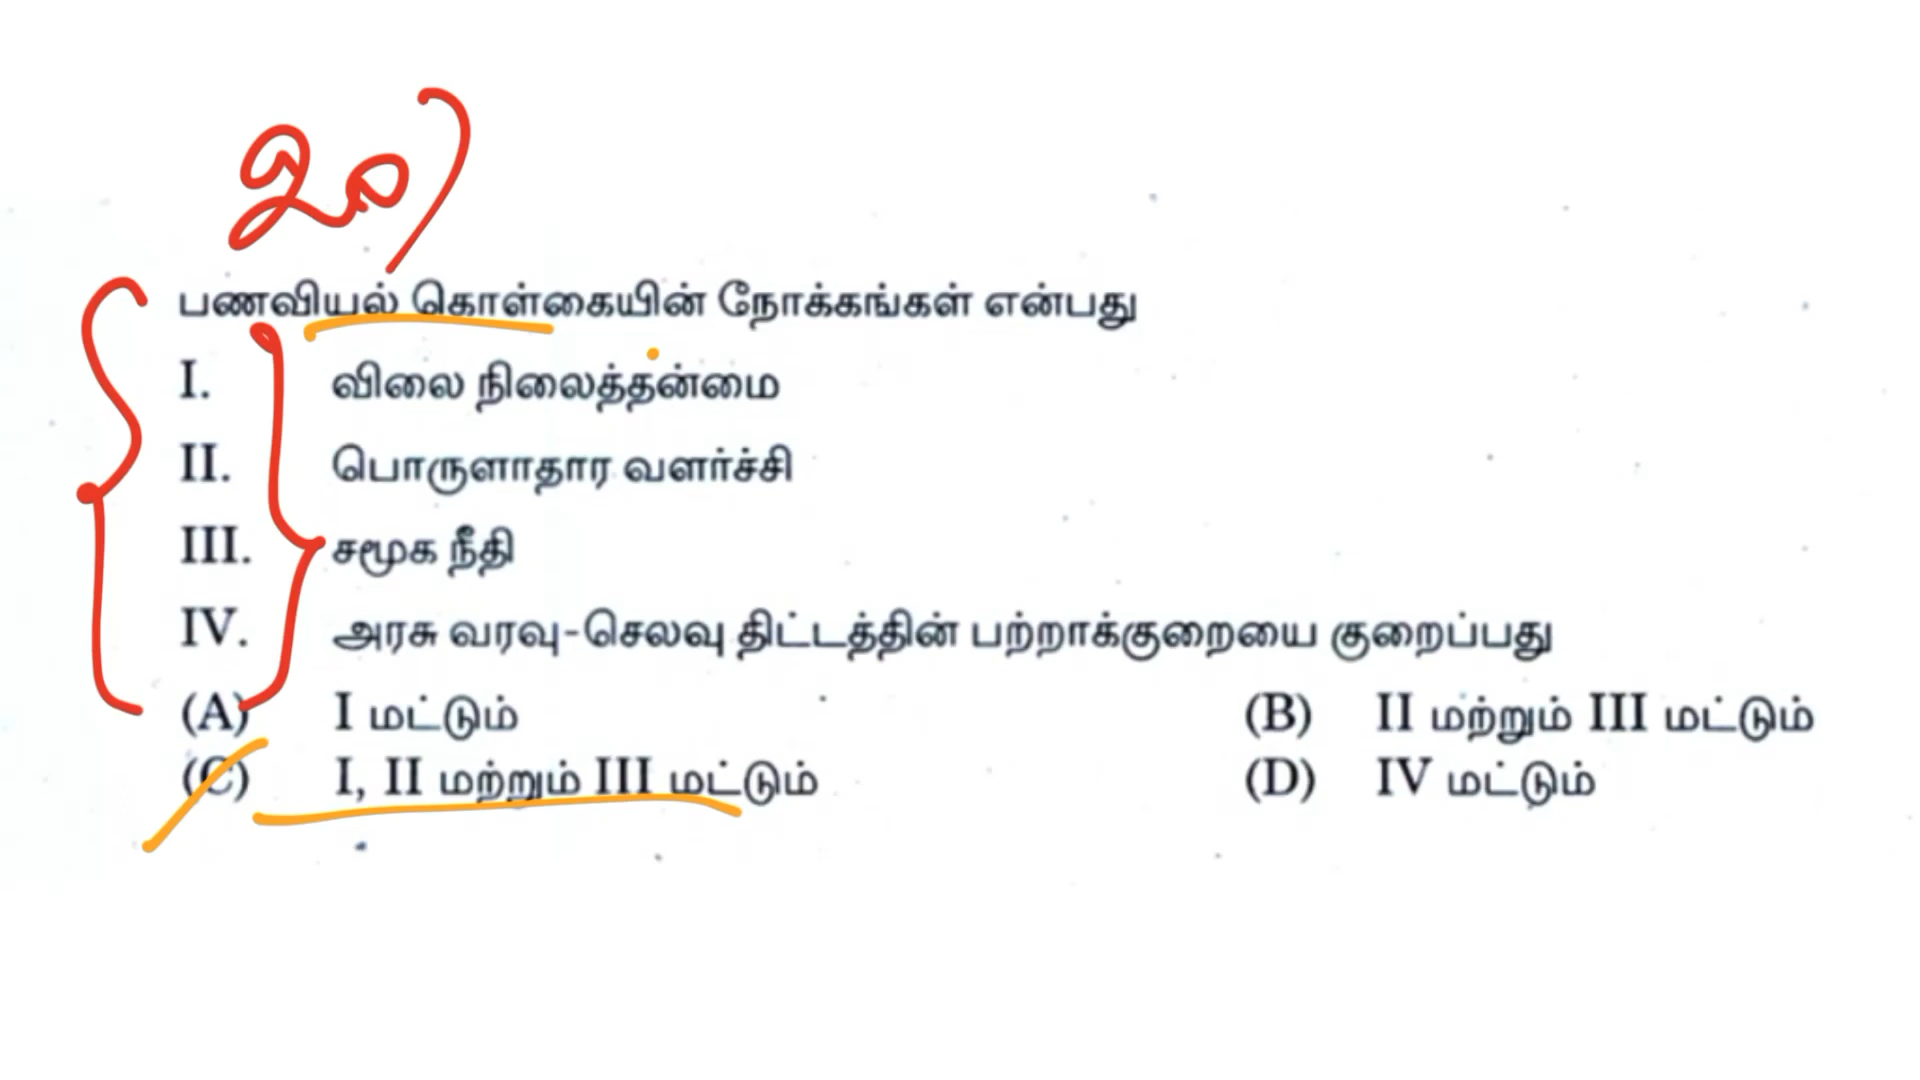 20)
பணவியல் கொள்கையின் நோக்கங்கள் என்பது
I. விலை நிலைத்தன்மை
II. பொருளாதார வளர்ச்சி
III. சமூக நீதி
IV. அரசு வரவு-செலவு திட்டத்தின் பற்றாக்குறையை குறைப்பது
(A) I மட்டும் (B) II மற்றும் III மட்டும்
(C) I, II மற்றும் III மட்டும் (D) IV மட்டும்